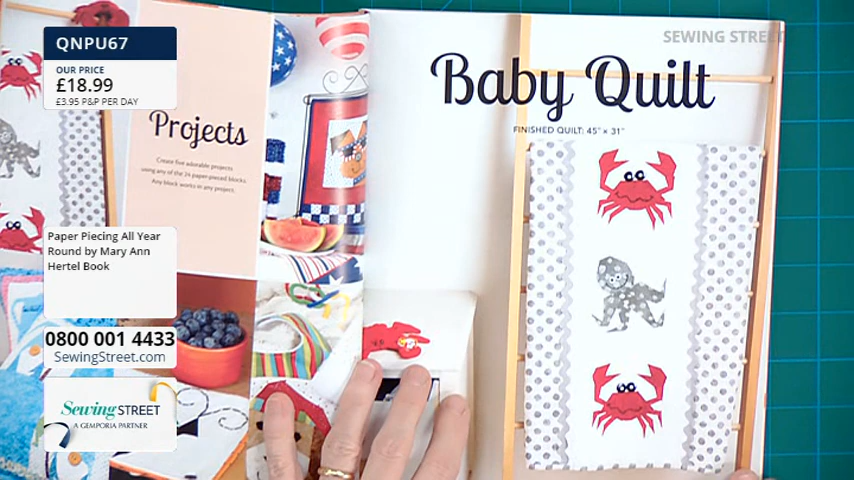 QNPU67
OUR PRICE
£18.99
£3.95 P&P PER DAY
Paper Piecing All Year
Round by Mary Ann
Hertel Book
0800 001 4433
SewingStreet.com
Sewing STREET
A GEMPORIA PARTNER
Projects
Create five adorable projects
using any of the 24 paper-pieced blocks.
Any block works in any project.
SEWING STREET
Baby Quilt
FINISHED QUILT: 45" × 31"